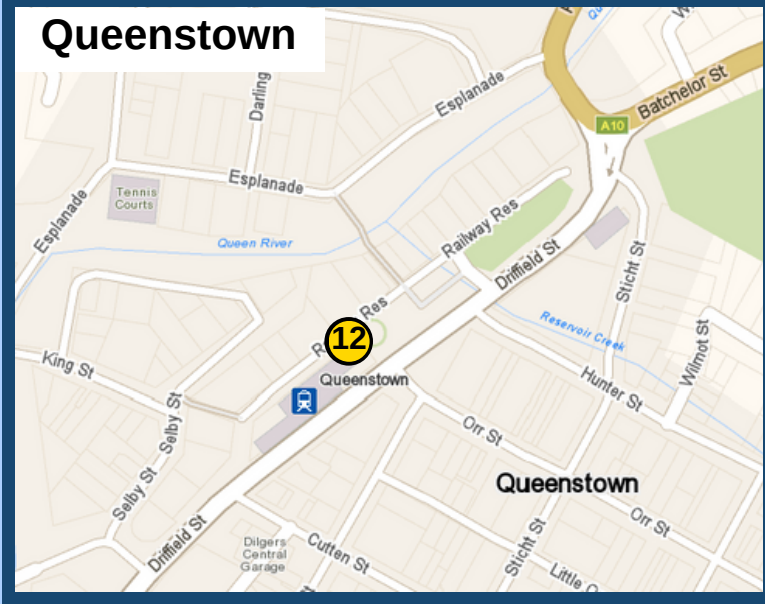 Queenstown
Darling
Esplanade
Batchelor St
A10
Esplanade
Tennis
Courts
Esplanade
Queen River
Railway Res
Driffield St
Sticht St
Res
12
Reservoir Creek
Wilmot St
King St
Queenstown
Hunter St
Selby St
Orr St
Selby St
Queenstown
Orr St
Driffield St
Dilgers
Central
Garage
Cutten St
Sticht St
Little